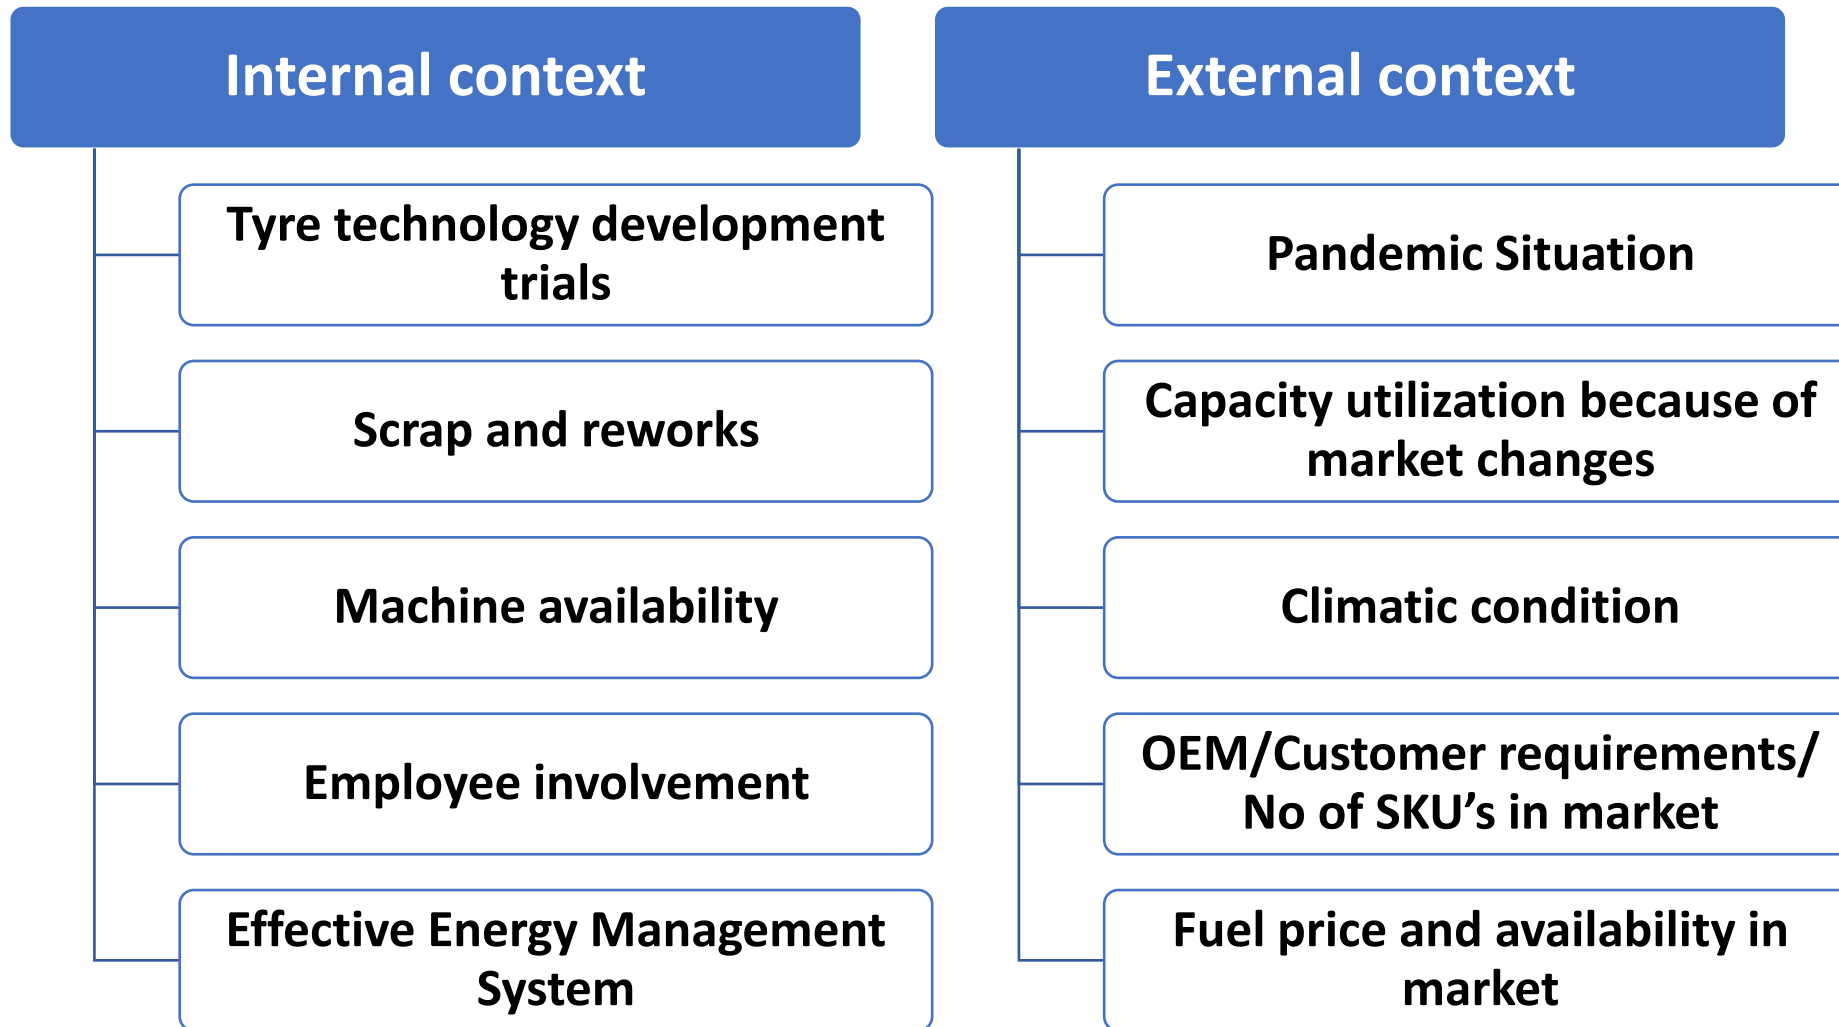 Internal context
Tyre technology development
trials
Scrap and reworks
Machine availability
Employee involvement
Effective Energy Management
System
External context
Pandemic Situation
Capacity utilization because of
market changes
Climatic condition
OEM/Customer requirements/
No of SKU’s in market
Fuel price and availability in
market